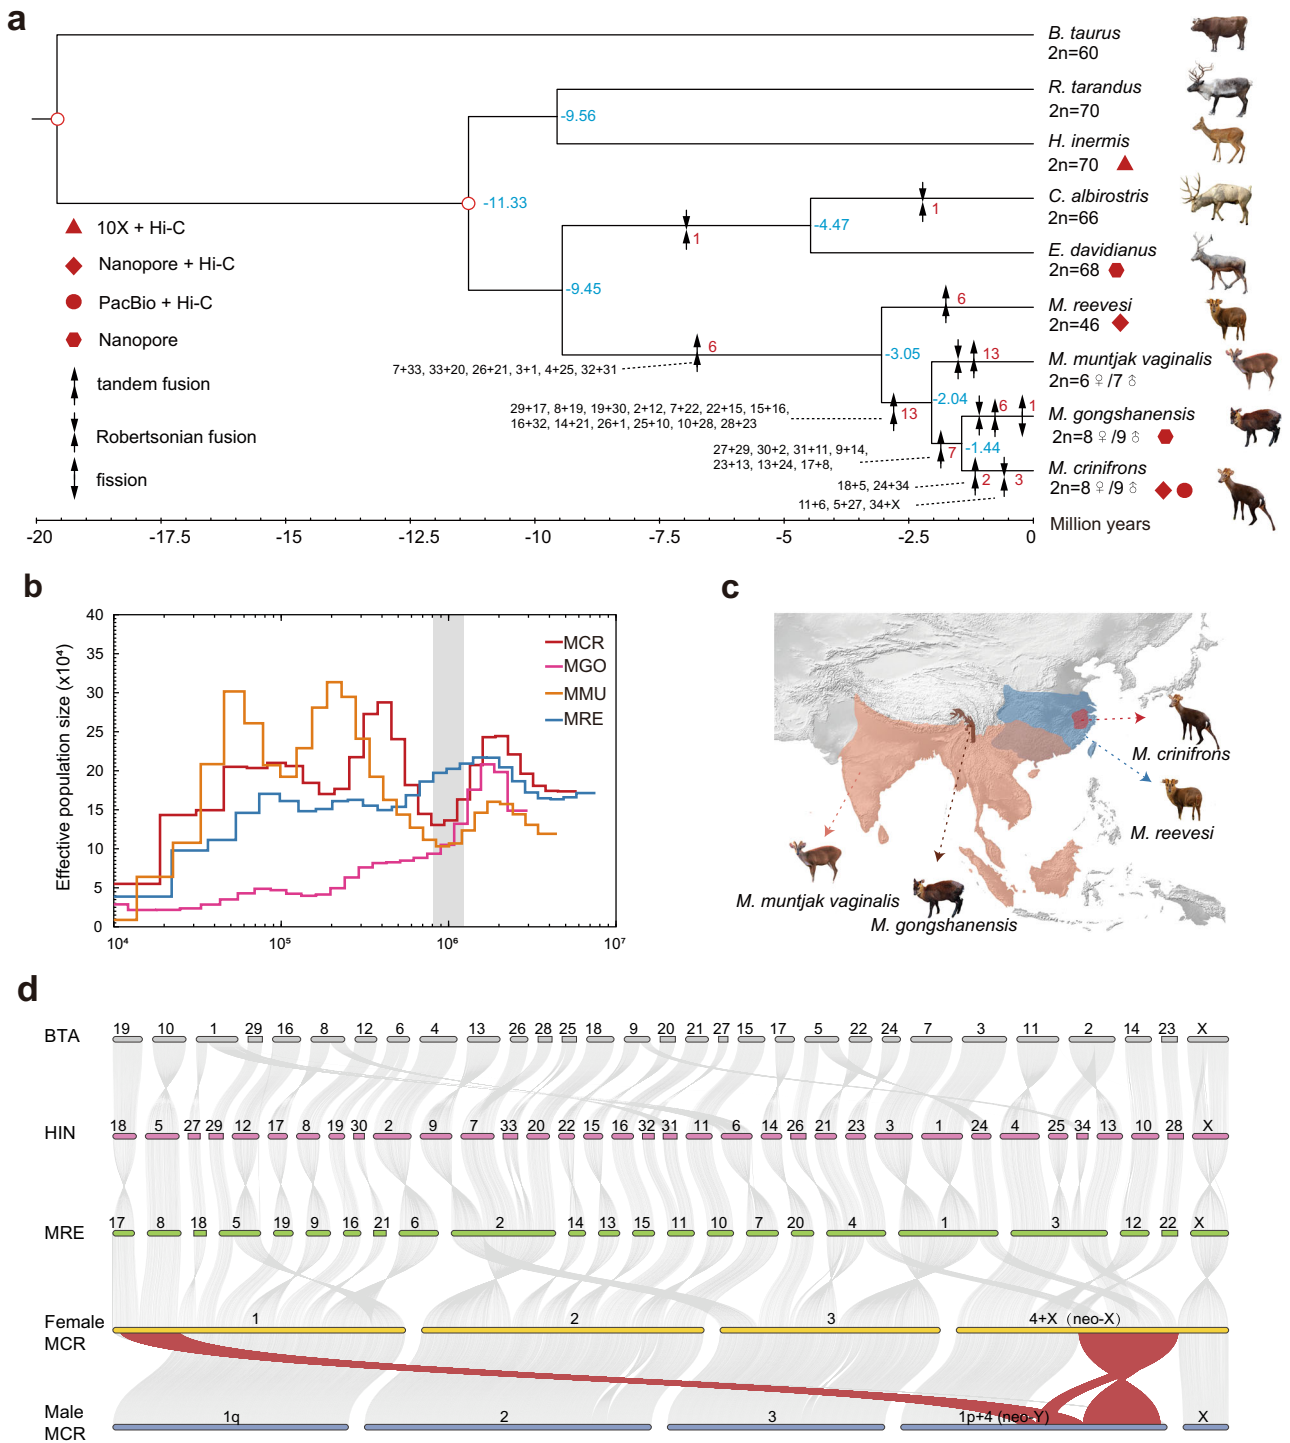 a
B. taurus
2n=60
R. tarandus
2n=70
-9.56
H. inermis
2n=70
C. albirostris
2n=66
-11.33
1
-4.47
10X + Hi-C
1
E. davidianus
2n=68
Nanopore + Hi-C
-9.45
PacBio + Hi-C
6
M. reevesi
2n=46
Nanopore
6
-3.05
13
M. muntjak vaginalis
2n=6 ♀/7 ♂
7+33, 33+20, 26+21, 3+1, 4+25, 32+31
tandem fusion
-2.04
29+17, 8+19, 19+30, 2+12, 7+22, 22+15, 15+16,
16+32, 14+21, 26+1, 25+10, 10+28, 28+23
13
6
1
M. gongshanensis
2n=8 ♀/9 ♂
Robertsonian fusion
27+29, 30+2, 31+11, 9+14,
23+13, 13+24, 17+8,
7
-1.44
fission
18+5, 24+34
2
3
M. crinifrons
2n=8 ♀/9 ♂
11+6, 5+27, 34+X
-20
-17.5
-15
-12.5
-10
-7.5
-5
-2.5
0
Million years
b
Effective population size (x10⁴)
40
35
30
25
20
15
10
5
0
MCR
MGO
MMU
MRE
10⁴
10⁵
10⁶
10⁷
c
M. crinifrons
M. reevesi
M. muntjak vaginalis
M. gongshanensis
d
BTA
19 10 1 29 16 8 12 6 4 13 26 28 25 18 9 20 21 27 15 17 5 22 24 7 3 11 2 14 23 X
HIN
18 5 27 29 12 17 8 19 30 2 9 7 33 20 22 15 16 32 31 11 6 14 26 21 23 3 1 24 4 25 34 13 10 28 X
MRE
17 8 18 5 19 9 16 21 6 2 14 13 15 11 10 7 20 4 1 3 12 22 X
Female
MCR
1 2 3 4+X（neo-X）
Male
MCR
1q 2 3 1p+4 (neo-Y) X